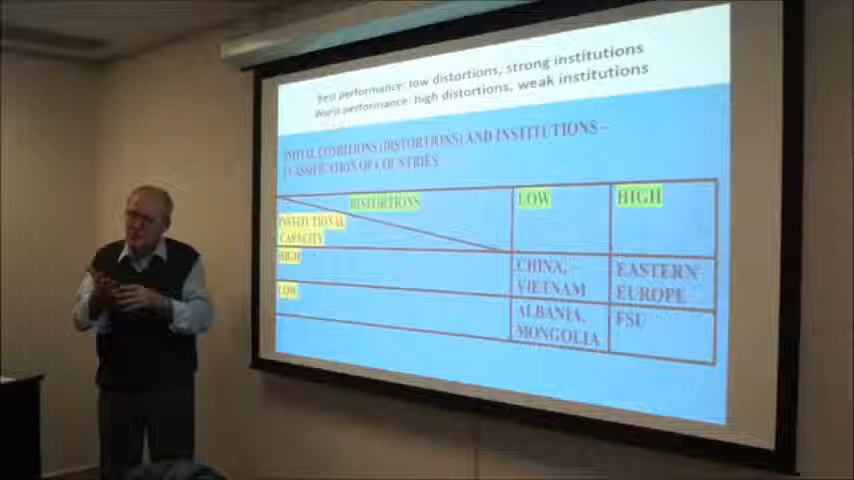 Best performance: low distortions, strong institutions
Worst performance: high distortions, weak institutions
INITIAL CONDITIONS (DISTORTIONS) AND INSTITUTIONS –
CLASSIFICATION OF COUNTRIES
DISTORTIONS LOW HIGH
INSTITUTIONAL
CAPACITY
HIGH CHINA, VIETNAM EASTERN EUROPE
LOW ALBANIA, MONGOLIA FSU